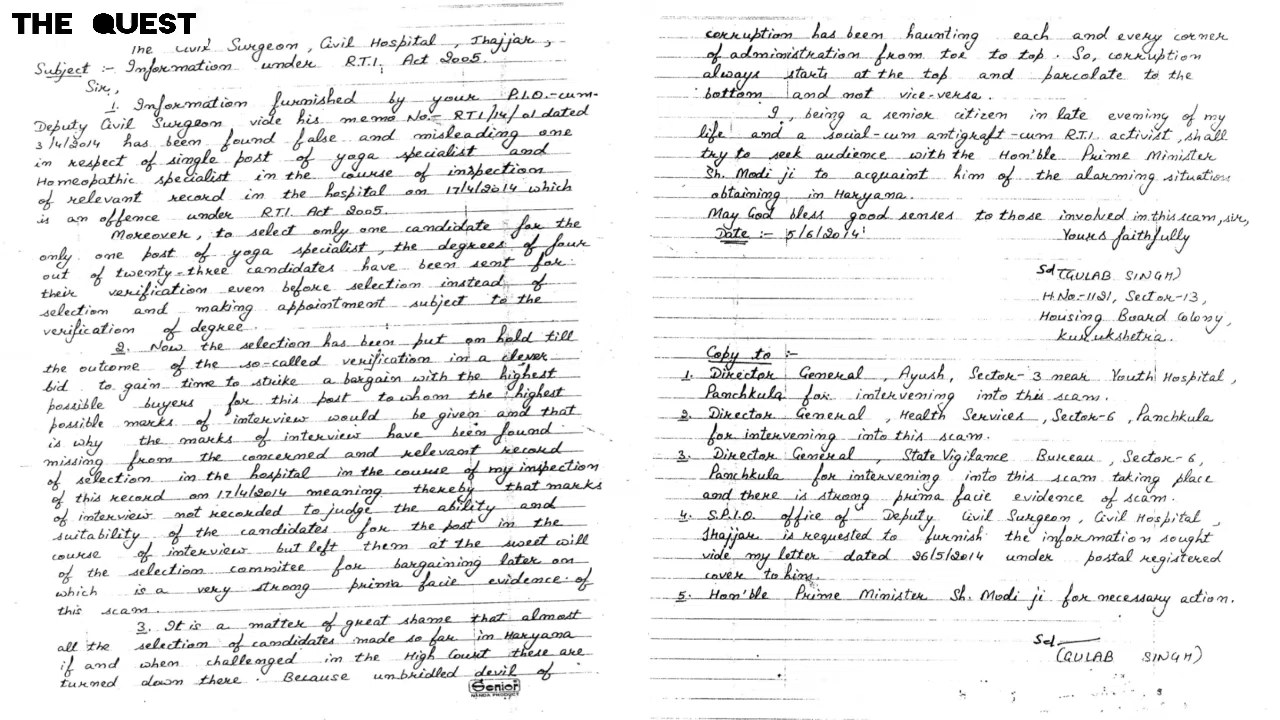 THE QUEST
The Civil Surgeon, Civil Hospital, Jhajjar,
Subject :- Information under R.T.I. Act 2005.
Sir,
1. Information furnished by your P.I.O.-cum-
Deputy Civil Surgeon vide his memo No.- RTI/14/01 dated
3/4/2014 has been found false and misleading one
in respect of single post of yoga specialist and
Homeopathic specialist in the course of inspection
of relevant record in the hospital on 17/4/2014 which
is an offence under R.T.I. Act 2005.
Moreover, to select only one candidate for the
only one post of yoga specialist, the degrees of four
out of twenty-three candidates have been sent for
their verification even before selection instead of
selection and making appointment subject to the
verification of degree.
2. Now the selection has been put on hold till
the outcome of the so-called verification in a clever
bid to gain time to strike a bargain with the highest
possible buyers for this post to whom the highest
possible marks of interview would be given and that
is why the marks of interview have been found
missing from the concerned and relevant record
of selection in the hospital in the course of my inspection
of this record on 17/4/2014 meaning thereby that marks
of interview not recorded to judge the ability and
suitability of the candidates for the post in the
course of interview but left them at the sweet will
of the selection commitee for bargaining later on
which is a very strong prima facie evidence of
this scam.
3. It is a matter of great shame that almost
all the selection of candidates made so far in Haryana
if and when challenged in the High Court these are
turned down there. Because unbridled devil of
Senior
corruption has been haunting each and every corner
of administration from toe to top. So, corruption
always starts at the top and parcolate to the
bottom and not vice-versa.
I, being a senior citizen in late evening of my
life and a social-cum antigraft-cum R.T.I. activist, shall
try to seek audience with the Hon'ble Prime Minister
Sh. Modi ji to acquaint him of the alarming situation
obtaining in Haryana.
May God bless good senses to those involved in this scam, sir,
Date :- 5/6/2014 Yours faithfully
Sd (GULAB SINGH)
H.No.-1121, Sector-13,
Housing Board Colony,
Kurukshetra.
Copy to :-
1. Director General, Ayush, Sector-3 near Youth Hospital,
Panchkula for intervening into this scam.
2. Director General, Health Services, Sector-6, Panchkula
for intervening into this scam.
3. Director General, State Vigilance Bureau, Sector-6,
Panchkula for intervening into this scam taking place
and there is strong prima facie evidence of scam.
4. S.P.I.O. office of Deputy Civil Surgeon, Civil Hospital,
Jhajjar is requested to furnish the information sought
vide my letter dated 26/5/2014 under postal registered
cover to him.
5. Hon'ble Prime Minister Sh. Modi ji for necessary action.
Sd
(GULAB SINGH)